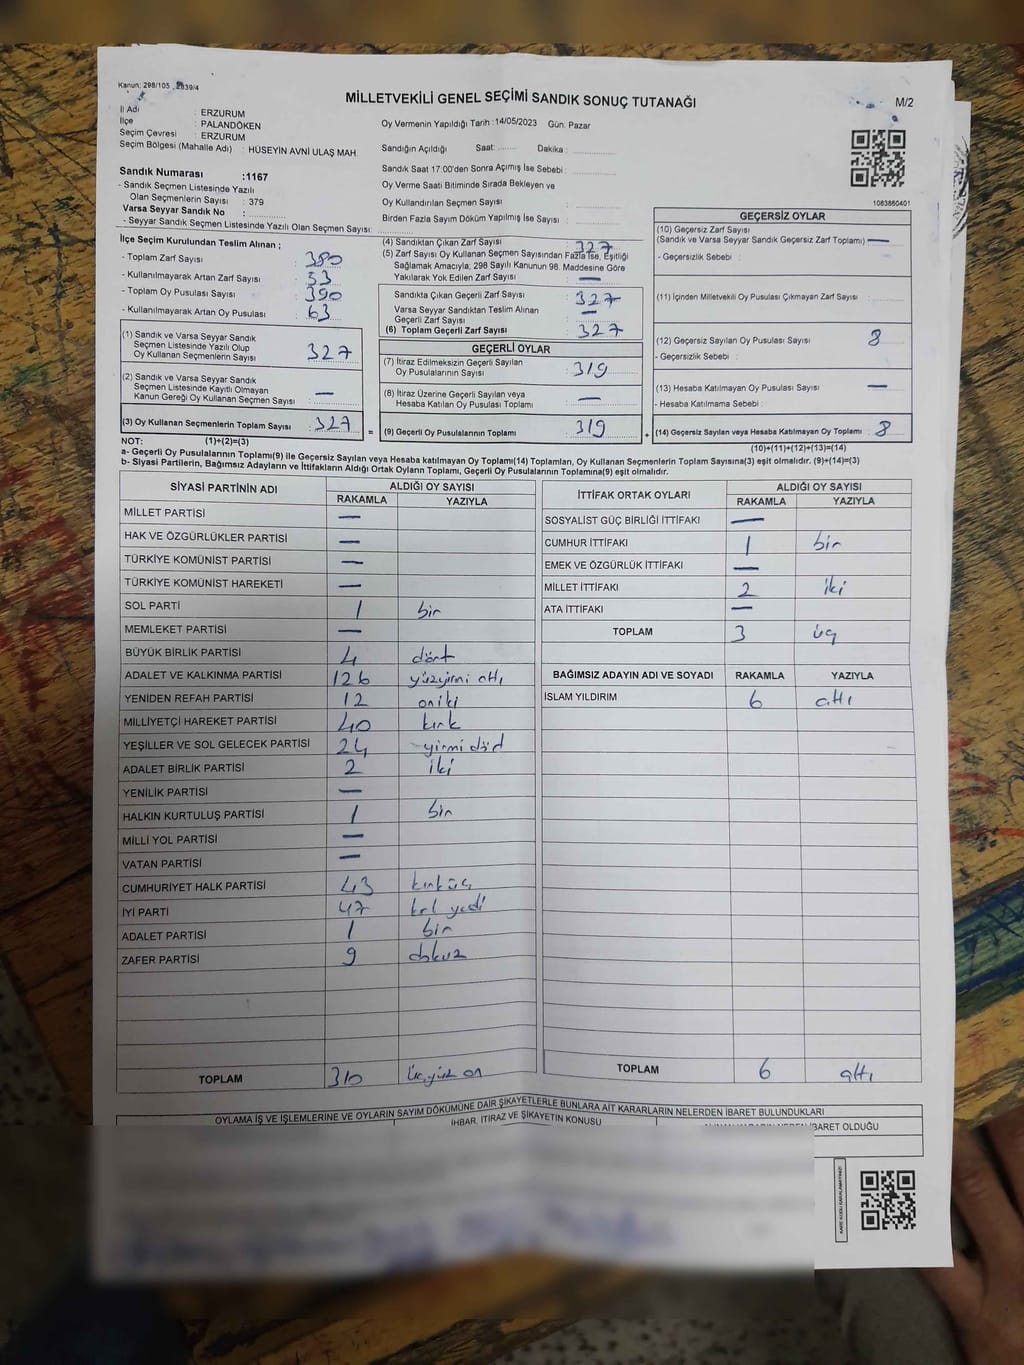 Kanun: 298/105 , 2839/4
MİLLETVEKİLİ GENEL SEÇİMİ SANDIK SONUÇ TUTANAĞI
M/2
İl Adı : ERZURUM
İlçe : PALANDÖKEN
Seçim Çevresi : ERZURUM
Seçim Bölgesi (Mahalle Adı) : HÜSEYİN AVNİ ULAŞ MAH.
Sandık Numarası :1167
- Sandık Seçmen Listesinde Yazılı
Olan Seçmenlerin Sayısı : 379
Varsa Seyyar Sandık No :
- Seyyar Sandık Seçmen Listesinde Yazılı Olan Seçmen Sayısı:
Oy Vermenin Yapıldığı Tarih :14/05/2023 Gün: Pazar
Sandığın Açıldığı Saat: Dakika :
Sandık Saat 17:00'den Sonra Açımış İse Sebebi :
Oy Verme Saati Bitiminde Sırada Bekleyen ve
Oy Kullandırılan Seçmen Sayısı :
Birden Fazla Sayım Döküm Yapılmış İse Sayısı :
1083660401
İlçe Seçim Kurulundan Teslim Alınan ;
- Toplam Zarf Sayısı : 380
- Kullanılmayarak Artan Zarf Sayısı : 53
- Toplam Oy Pusulası Sayısı : 390
- Kullanılmayarak Artan Oy Pusulası : 63
(1) Sandık ve Varsa Seyyar Sandık
Seçmen Listesinde Yazılı Olup
Oy Kullanan Seçmenlerin Sayısı : 327
(2) Sandık ve Varsa Seyyar Sandık
Seçmen Listesinde Kayıtlı Olmayan
Kanun Gereği Oy Kullanan Seçmen Sayısı : —
(3) Oy Kullanan Seçmenlerin Toplam Sayısı : 327
(4) Sandıktan Çıkan Zarf Sayısı : 327
(5) Zarf Sayısı Oy Kullanan Seçmen Sayısından Fazla İse, Eşitliği
Sağlamak Amacıyla; 298 Sayılı Kanunun 98. Maddesine Göre
Yakılarak Yok Edilen Zarf Sayısı : —
Sandıkta Çıkan Geçerli Zarf Sayısı : 327
Varsa Seyyar Sandıktan Teslim Alınan
Geçerli Zarf Sayısı : —
(6) Toplam Geçerli Zarf Sayısı : 327
GEÇERLİ OYLAR
(7) İtiraz Edilmeksizin Geçerli Sayılan
Oy Pusulalarının Sayısı : 319
(8) İtiraz Üzerine Geçerli Sayılan veya
Hesaba Katılan Oy Pusulası Toplamı : —
= (9) Geçerli Oy Pusulalarının Toplamı : 319
GEÇERSİZ OYLAR
(10) Geçersiz Zarf Sayısı
(Sandık ve Varsa Seyyar Sandık Geçersiz Zarf Toplamı) : —
- Geçersizlik Sebebi :
(11) İçinden Milletvekili Oy Pusulası Çıkmayan Zarf Sayısı :
(12) Geçersiz Sayılan Oy Pusulası Sayısı : 8
- Geçersizlik Sebebi :
(13) Hesaba Katılmayan Oy Pusulası Sayısı : —
- Hesaba Katılmama Sebebi :
+ (14) Geçersiz Sayılan veya Hesaba Katılmayan Oy Toplamı : 8
NOT: (1)+(2)=(3) (10)+(11)+(12)+(13)=(14)
a- Geçerli Oy Pusulalarının Toplamı(9) ile Geçersiz Sayılan veya Hesaba katılmayan Oy Toplamı(14) Toplamları, Oy Kullanan Seçmenlerin Toplam Sayısına(3) eşit olmalıdır. (9)+(14)=(3)
b- Siyasi Partilerin, Bağımsız Adayların ve İttifakların Aldığı Ortak Oyların Toplamı, Geçerli Oy Pusulalarının Toplamına(9) eşit olmalıdır.
SİYASİ PARTİNİN ADI ALDIĞI OY SAYISI
RAKAMLA YAZIYLA
MİLLET PARTİSİ —
HAK VE ÖZGÜRLÜKLER PARTİSİ —
TÜRKİYE KOMÜNİST PARTİSİ —
TÜRKİYE KOMÜNİST HAREKETİ —
SOL PARTİ 1 bir
MEMLEKET PARTİSİ —
BÜYÜK BİRLİK PARTİSİ 4 dört
ADALET VE KALKINMA PARTİSİ 126 yüzyirmi altı
YENİDEN REFAH PARTİSİ 12 oniki
MİLLİYETÇİ HAREKET PARTİSİ 40 kırk
YEŞİLLER VE SOL GELECEK PARTİSİ 24 yirmi dörd
ADALET BİRLİK PARTİSİ 2 iki
YENİLİK PARTİSİ —
HALKIN KURTULUŞ PARTİSİ 1 bir
MİLLİ YOL PARTİSİ —
VATAN PARTİSİ —
CUMHURİYET HALK PARTİSİ 43 kırküç
İYİ PARTİ 47 krk yedi
ADALET PARTİSİ 1 bir
ZAFER PARTİSİ 9 dokuz
TOPLAM 310 üçyüz on
İTTİFAK ORTAK OYLARI ALDIĞI OY SAYISI
RAKAMLA YAZIYLA
SOSYALİST GÜÇ BİRLİĞİ İTTİFAKI —
CUMHUR İTTİFAKI 1 bir
EMEK VE ÖZGÜRLÜK İTTİFAKI —
MİLLET İTTİFAKI 2 iki
ATA İTTİFAKI —
TOPLAM 3 üç
BAĞIMSIZ ADAYIN ADI VE SOYADI RAKAMLA YAZIYLA
İSLAM YILDIRIM 6 altı
TOPLAM 6 altı
OYLAMA İŞ VE İŞLEMLERİNE VE OYLARIN SAYIM DÖKÜMÜNE DAİR ŞİKAYETLERLE BUNLARA AİT KARARLARIN NELERDEN İBARET BULUNDUKLARI
İHBAR, İTİRAZ VE ŞİKAYETİN KONUSU
İBARET OLDUĞU